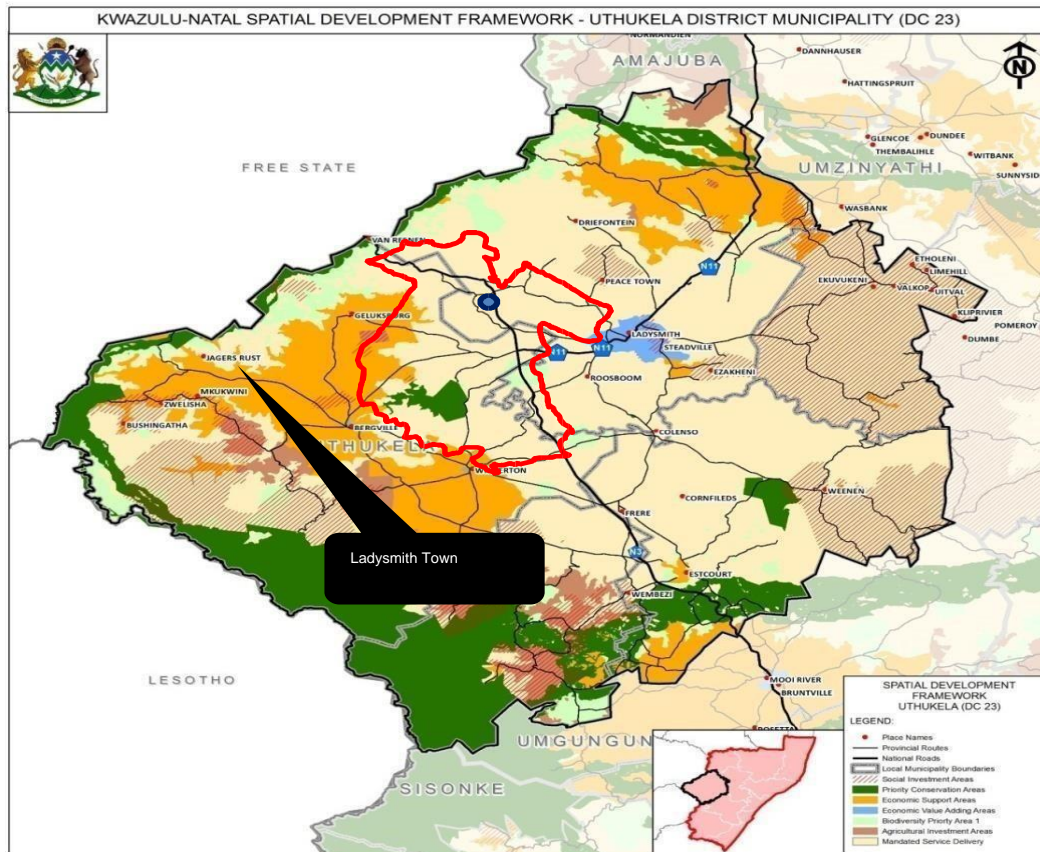 KWAZULU-NATAL SPATIAL DEVELOPMENT FRAMEWORK - UTHUKELA DISTRICT MUNICIPALITY (DC 23)
NORMANDIEN
DANNHAUSER
AMAJUBA
N
HATTINGSPRUIT
GLENCOE
DUNDEE
THEMBALIHLE
WITBANK
FREE STATE
UMZINYATHI
SUNNYSID
WASBANK
DRIEFONTEIN
VAN REENEN
ETHOLENI
LIMEHILL
N11
PEACE TOWN
EKUVUKENI
VALKOP
UITVAL
GELUKSBURG
KLIPRIVIER
POMEROY
LADYSMITH
DUMBE
STEADVILLE
N11
N11
JAGERS RUST
ROOSBOOM
EZAKHENI
MKUKWINI
ZWELISHA
BUSHINGATHA
BERGVILLE
COLENSO
UTHUKELA
WINTERTON
CORNFILEDS
WEENEN
FRERE
Ladysmith Town
N3
ESTCOURT
WEMBEZI
LESOTHO
MOOI RIVER
BRUNTVILLE
ROSETTA
UMGUNGUN
SISONKE
SPATIAL DEVELOPMENT
FRAMEWORK
UTHUKELA (DC 23)
LEGEND:
Place Names
Provincial Routes
National Roads
Local Municipality Boundaries
Social Investment Areas
Priority Conservation Areas
Economic Support Areas
Economic Value Adding Areas
Biodiversity Priorty Area 1
Agricultural Investment Areas
Mandated Service Delivery